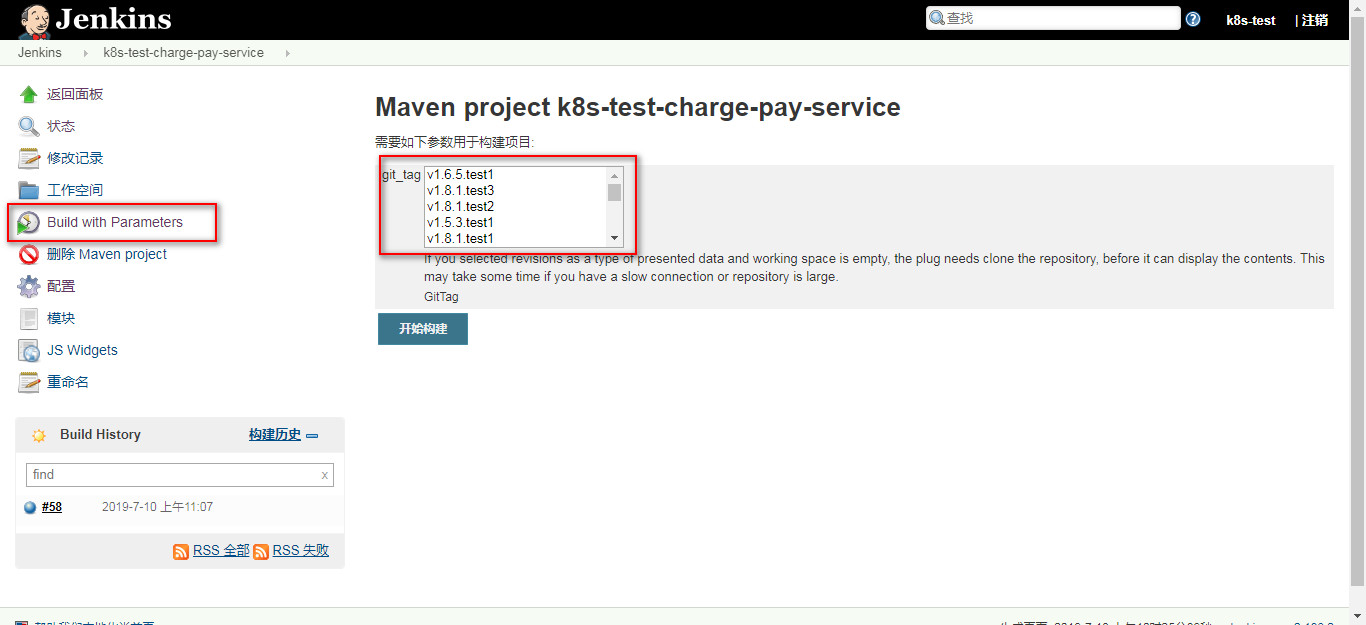 Jenkins
查找
k8s-test
| 注销
Jenkins
k8s-test-charge-pay-service
返回面板
状态
修改记录
工作空间
Build with Parameters
删除 Maven project
配置
模块
JS Widgets
重命名
Build History
构建历史
find
x
#58
2019-7-10 上午11:07
RSS 全部
RSS 失败
Maven project k8s-test-charge-pay-service
需要如下参数用于构建项目:
git_tag
v1.6.5.test1
v1.8.1.test3
v1.8.1.test2
v1.5.3.test1
v1.8.1.test1
If you selected revisions as a type of presented data and working space is empty, the plug needs clone the repository, before it can display the contents. This
may take some time if you have a slow connection or repository is large.
GitTag
开始构建